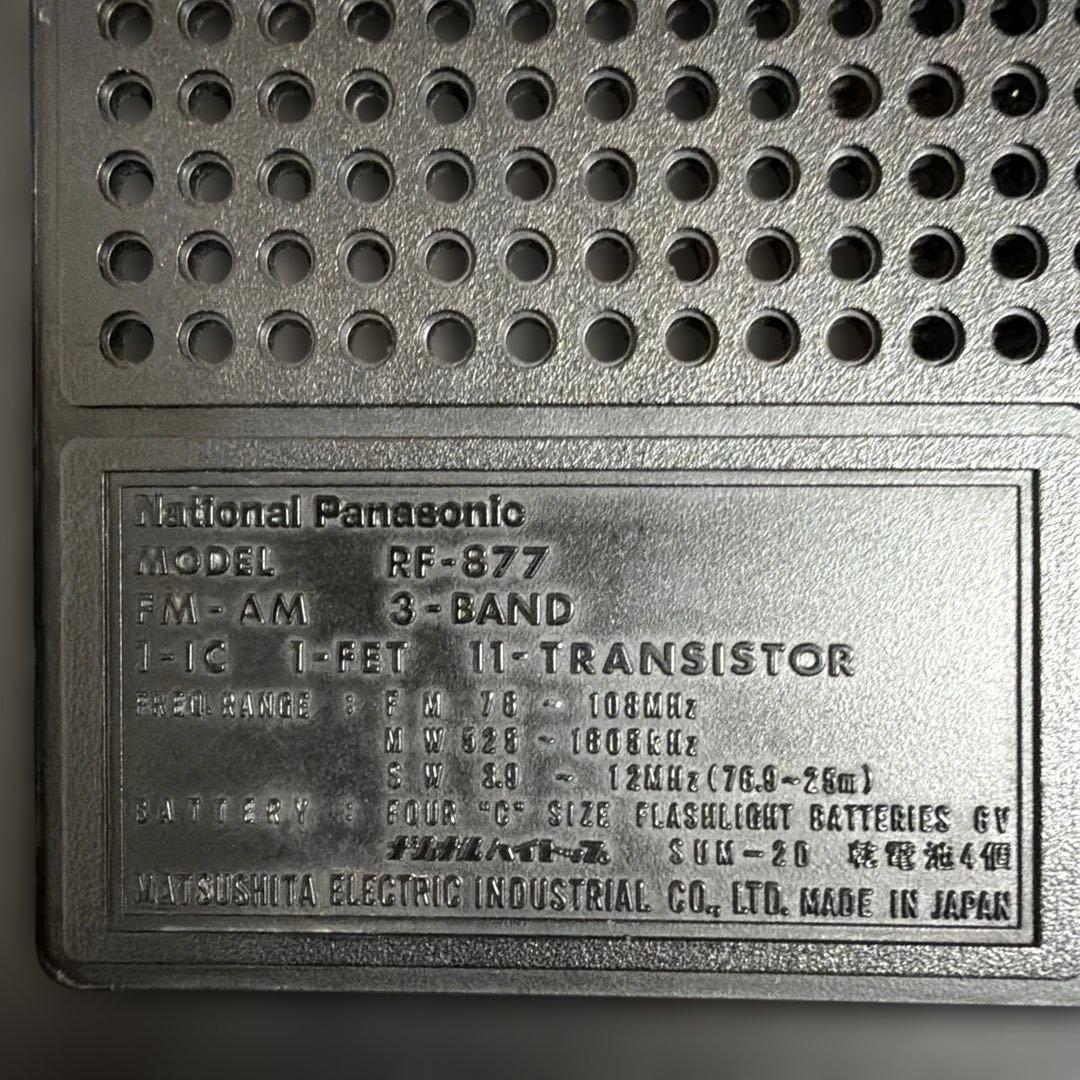 National Panasonic
MODEL RF-877
FM-AM 3-BAND
1-IC 1-FET 11-TRANSISTOR
FREQ. RANGE : FM 76 ~ 108MHz
MW 525 ~ 1605kHz
SW 3.9 ~ 12MHz (76.9~25m)
BATTERY : FOUR "C" SIZE FLASHLIGHT BATTERIES 6V
ナショナルハイトップ SUM-2D 乾電池4個
MATSUSHITA ELECTRIC INDUSTRIAL CO., LTD. MADE IN JAPAN